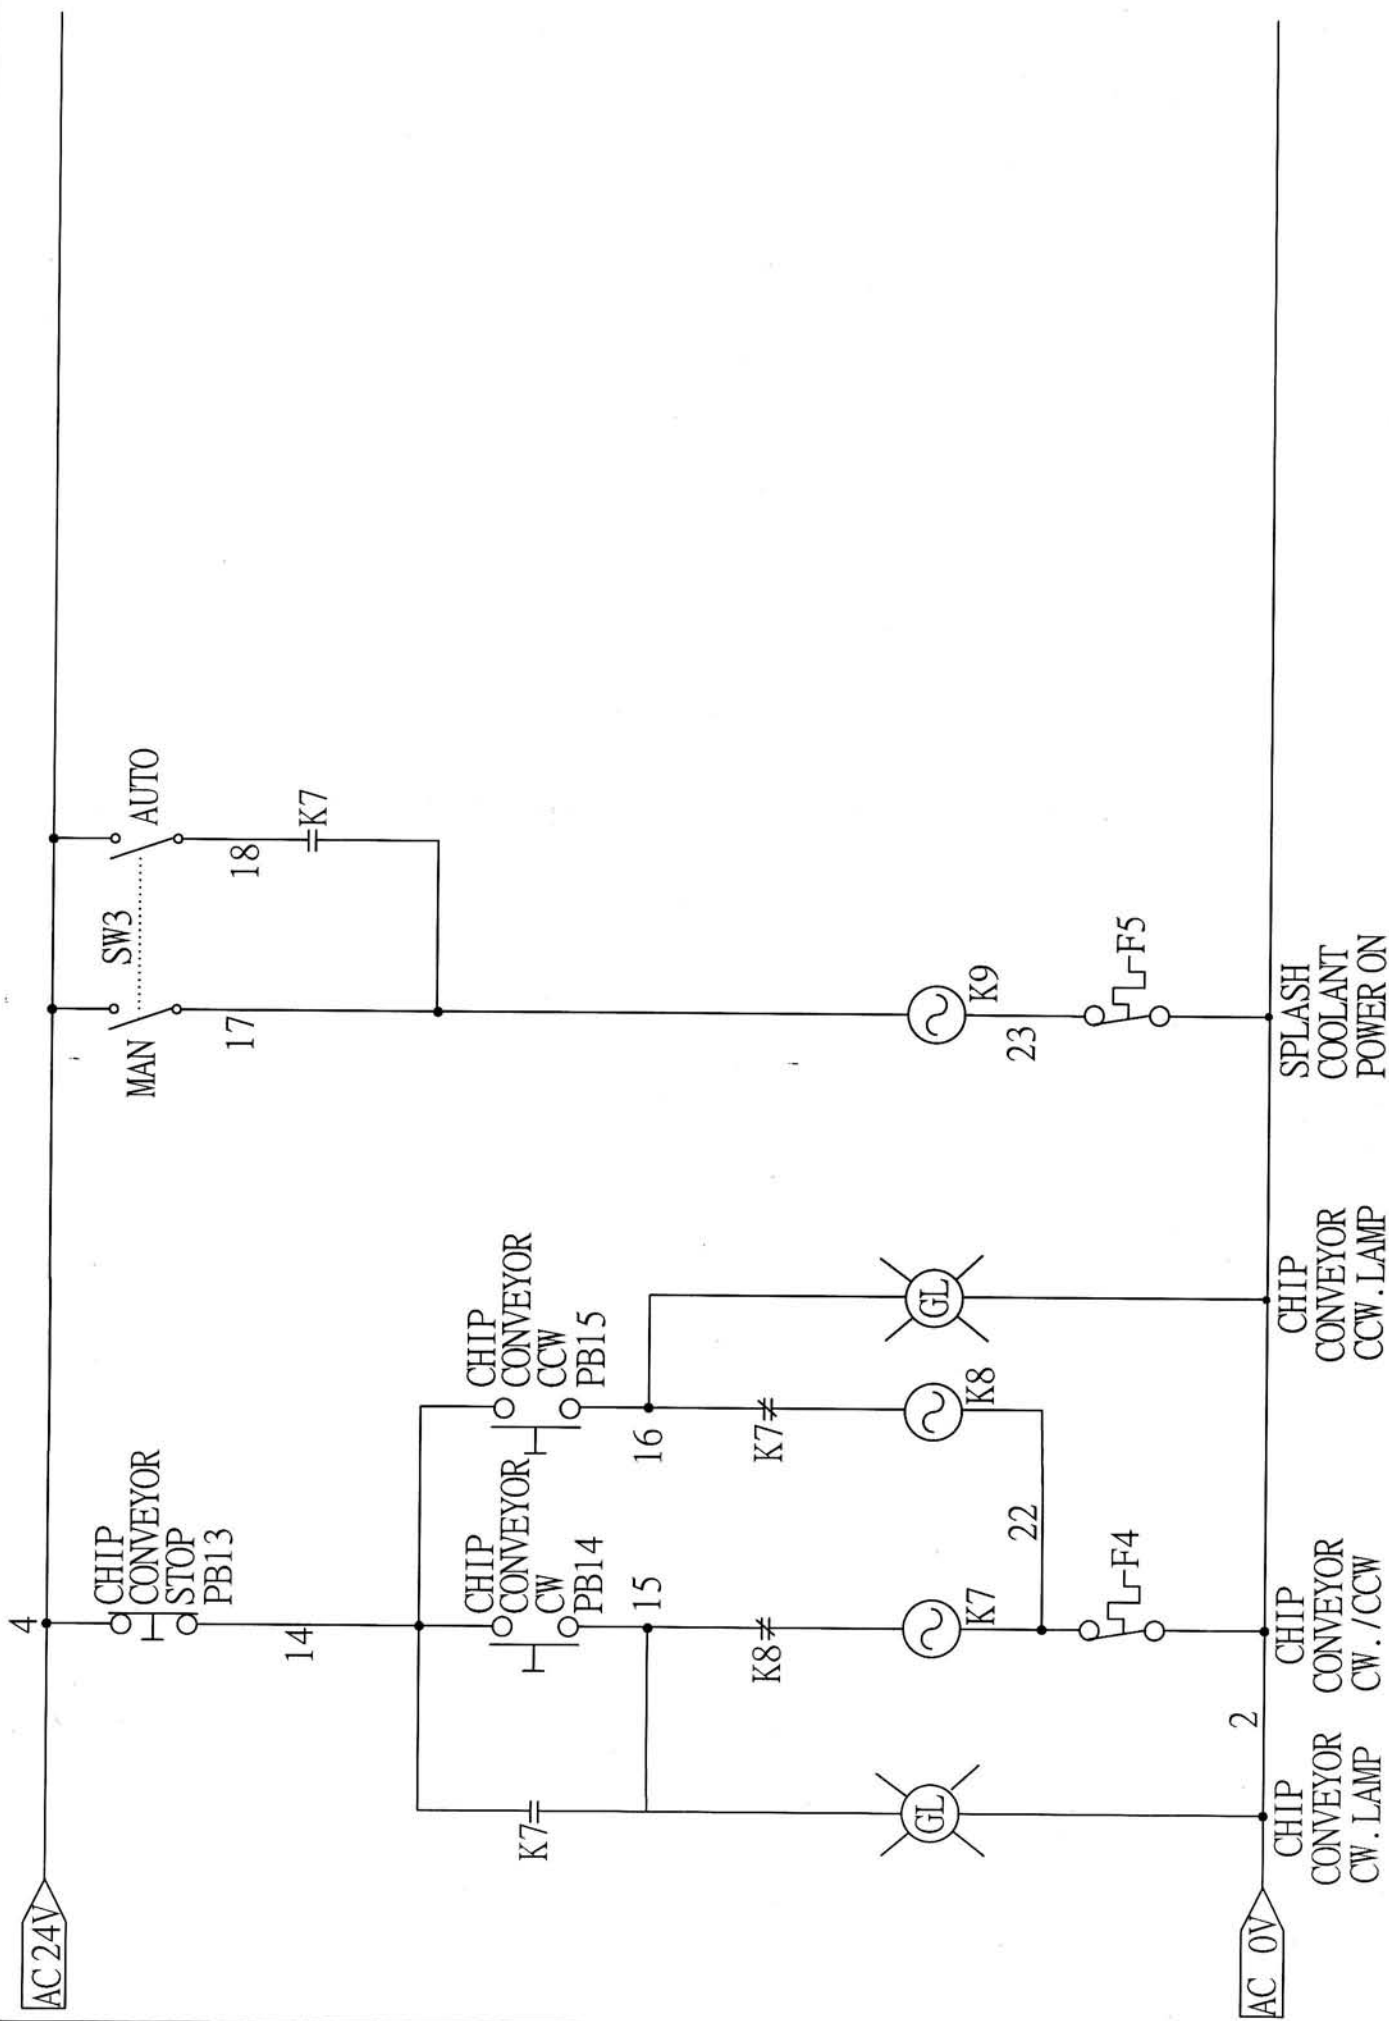 AC24V
4
CHIP
CONVEYOR
STOP
PB13
14
K7
CHIP
CONVEYOR
CW
PB14
15
K8
K7
CHIP
CONVEYOR
CCW
PB15
16
K7
K8
22
F4
GL
GL
MAN
SW3
AUTO
17
18
K7
K9
23
F5
AC 0V
2
CHIP
CONVEYOR
CW.LAMP
CHIP
CONVEYOR
CW./CCW
CHIP
CONVEYOR
CCW.LAMP
SPLASH
COOLANT
POWER ON